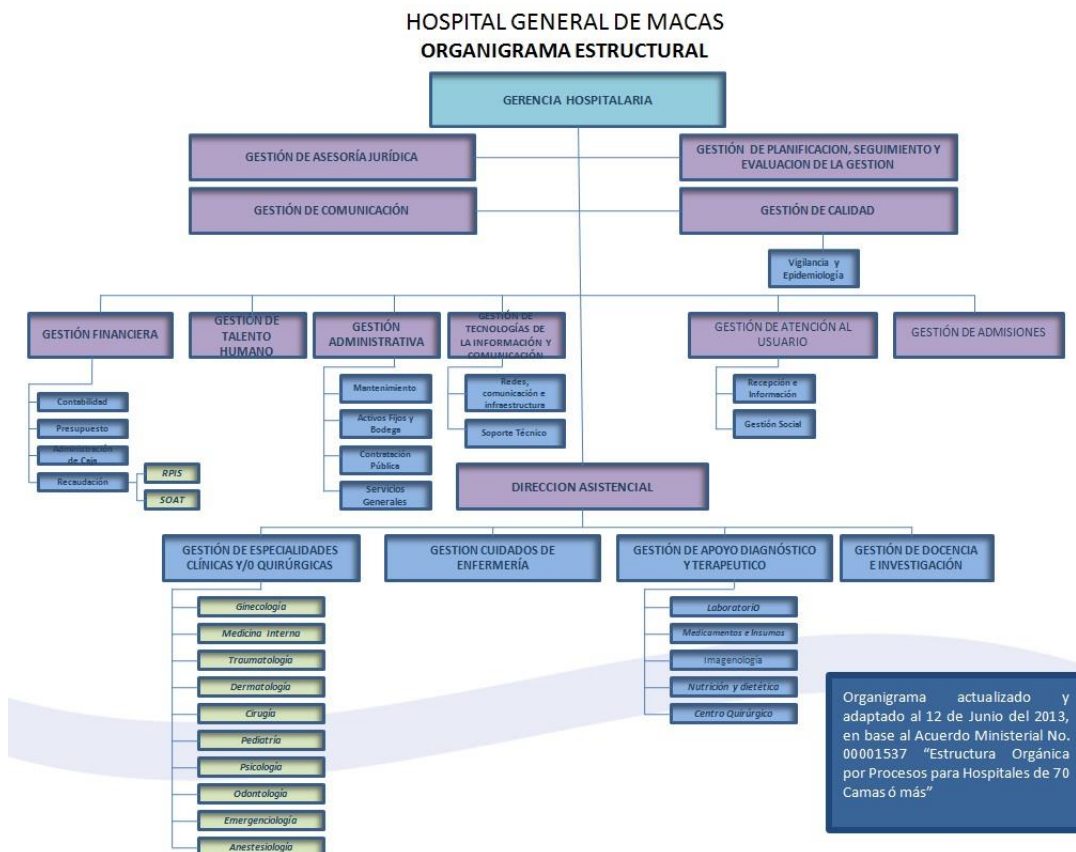 HOSPITAL GENERAL DE MACAS
ORGANIGRAMA ESTRUCTURAL
GERENCIA HOSPITALARIA
GESTIÓN DE ASESORÍA JURÍDICA
GESTIÓN DE PLANIFICACION, SEGUIMIENTO Y
EVALUACION DE LA GESTION
GESTIÓN DE COMUNICACIÓN
GESTIÓN DE CALIDAD
Vigilancia y
Epidemiología
GESTIÓN FINANCIERA
GESTIÓN DE
TALENTO
HUMANO
GESTIÓN
ADMINISTRATIVA
GESTIÓN DE
TECNOLOGÍAS DE
LA INFORMACIÓN Y
COMUNICACIÓN
GESTIÓN DE ATENCIÓN AL
USUARIO
GESTIÓN DE ADMISIONES
Contabilidad
Presupuesto
Administración
de Caja
Recaudación
RPIS
SOAT
Mantenimiento
Activos Fijos y
Bodega
Contratación
Pública
Servicios
Generales
Redes,
comunicación e
infraestructura
Soporte Técnico
Recepción e
Información
Gestión Social
DIRECCION ASISTENCIAL
GESTIÓN DE ESPECIALIDADES
CLÍNICAS Y/0 QUIRÚRGICAS
GESTION CUIDADOS DE
ENFERMERÍA
GESTIÓN DE APOYO DIAGNÓSTICO
Y TERAPEUTICO
GESTIÓN DE DOCENCIA
E INVESTIGACIÓN
Ginecología
Medicina Interna
Traumatología
Dermatología
Cirugía
Pediatría
Psicología
Odontología
Emergenciología
Anestesiología
LaboratoriO
Medicamentos e Insumos
Imagenología
Nutrición y dietética
Centro Quirúrgico
Organigrama actualizado y
adaptado al 12 de Junio del 2013,
en base al Acuerdo Ministerial No.
00001537 “Estructura Orgánica
por Procesos para Hospitales de 70
Camas ó más”